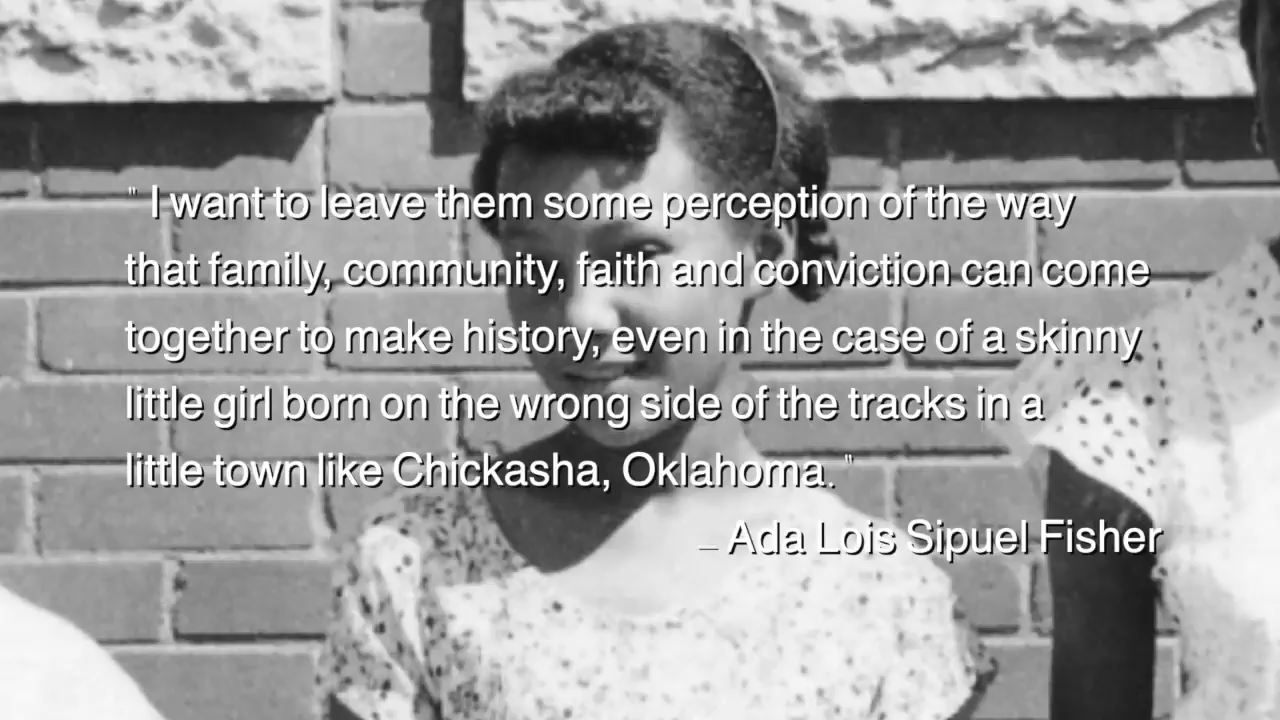 " I want to leave them some perception of the way
that family, community, faith and conviction can come
together to make history, even in the case of a skinny
little girl born on the wrong side of the tracks in a
little town like Chickasha, Oklahoma."
– Ada Lois Sipuel Fisher